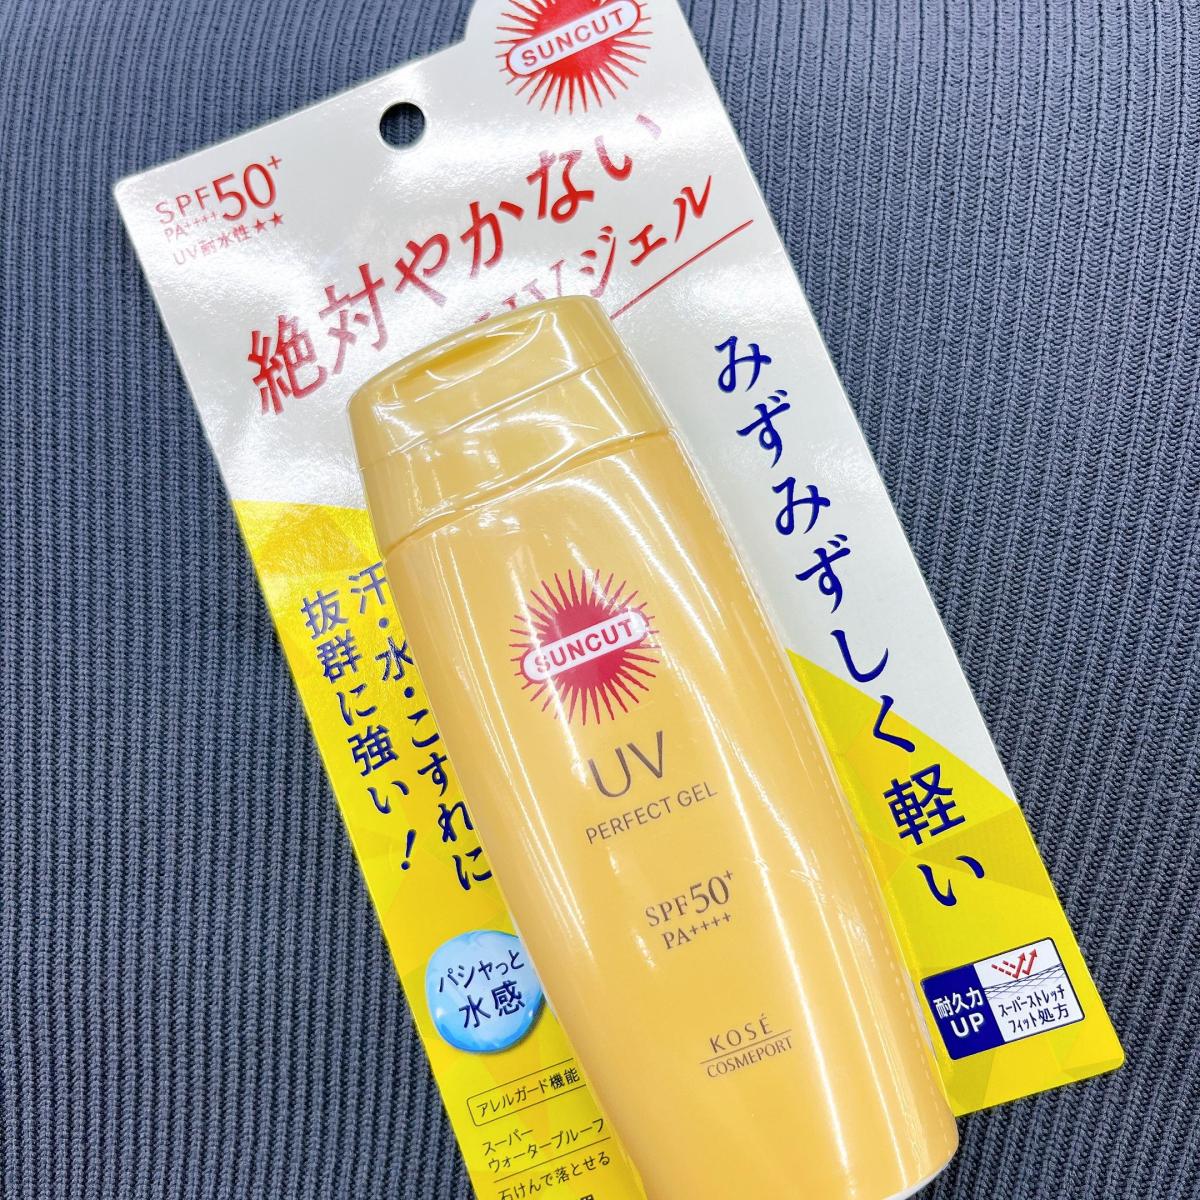 SUNCUT
SPF50+
PA++++
UV耐水性★★
絶対やかない
UVジェル
みずみずしく軽い
汗・水・こすれに
抜群に強い！
SUNCUT
UV
PERFECT GEL
SPF50+
PA++++
KOSÉ
COSMEPORT
パシャっと
水感
耐久力
UP
スーパーストレッチ
フィット処方
アレルガード機能
スーパー
ウォータープルーフ
石けんで落とせる